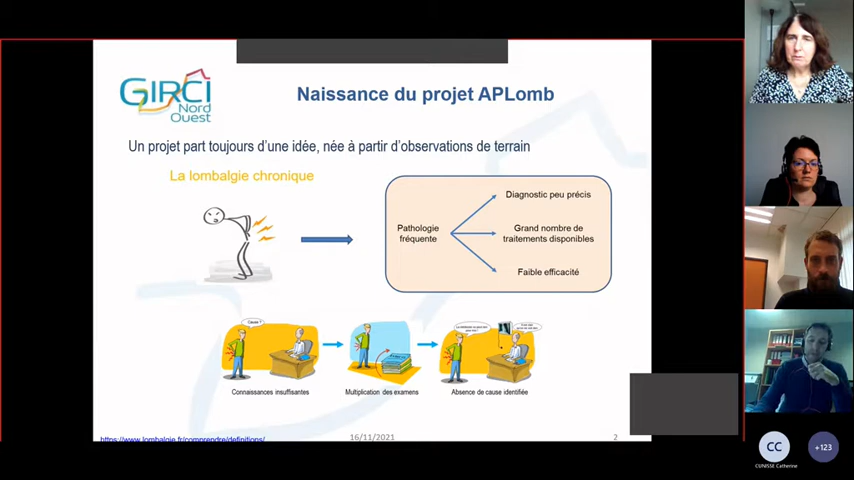 GIRCI
Nord
Ouest
Naissance du projet APLomb
Un projet part toujours d'une idée, née à partir d'observations de terrain
La lombalgie chronique
Pathologie
fréquente
Diagnostic peu précis
Grand nombre de
traitements disponibles
Faible efficacité
Cause ?
Connaissances insuffisantes
Multiplication des examens
Absence de cause identifiée
https://www.lombalgie.fr/comprendre/definitions/
16/11/2021
2
CC
CUNISSE Catherine
+123